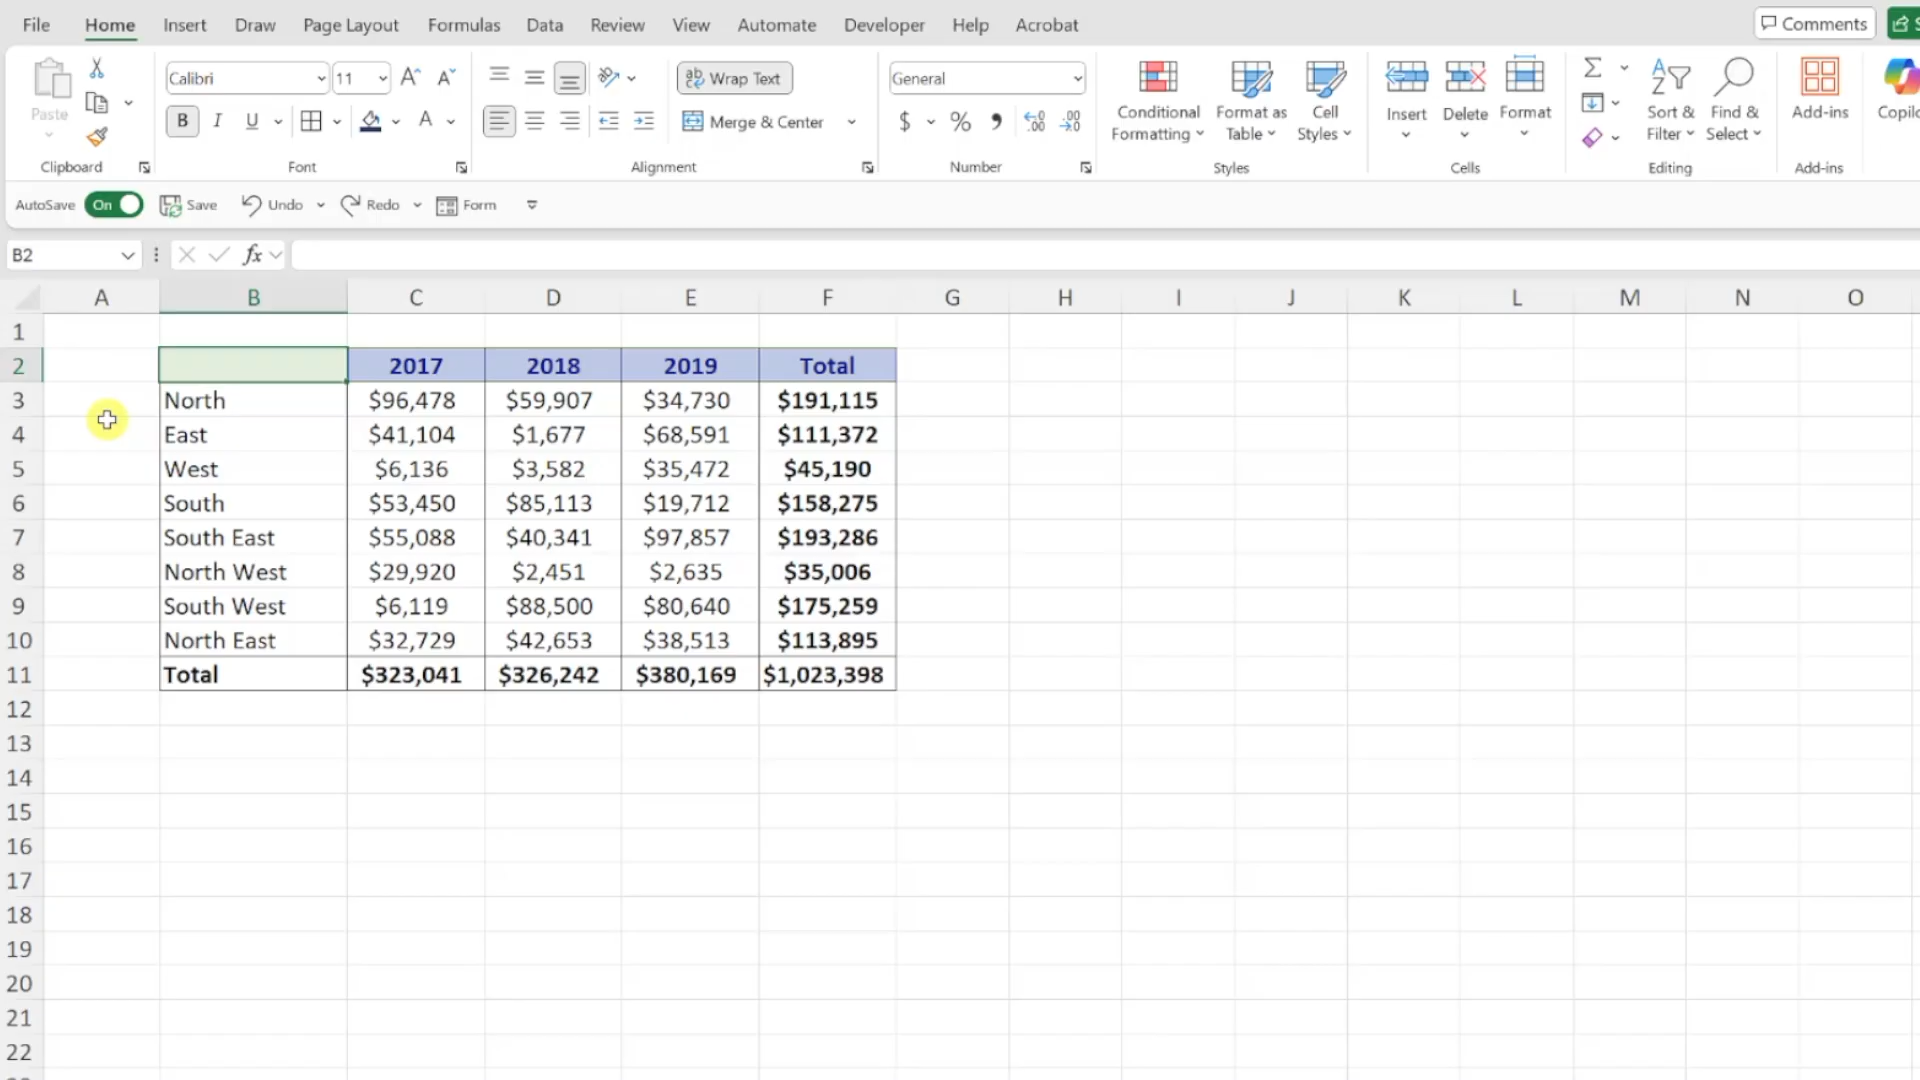 File Home Insert Draw Page Layout Formulas Data Review View Automate Developer Help Acrobat Comments
Paste
Clipboard
Calibri 11
B I U A
Font
ab Wrap Text
Merge & Center
Alignment
General
$ % 9 .00 .00
Number
Conditional Formatting
Format as Table
Cell Styles
Styles
Insert Delete Format
Cells
Sort & Filter
Find & Select
Editing
Add-ins
Add-ins
AutoSave On Save Undo Redo Form
B2 fx
A B C D E F G H I J K L M N O
1
2 2017 2018 2019 Total
3 North $96,478 $59,907 $34,730 $191,115
4 East $41,104 $1,677 $68,591 $111,372
5 West $6,136 $3,582 $35,472 $45,190
6 South $53,450 $85,113 $19,712 $158,275
7 South East $55,088 $40,341 $97,857 $193,286
8 North West $29,920 $2,451 $2,635 $35,006
9 South West $6,119 $88,500 $80,640 $175,259
10 North East $32,729 $42,653 $38,513 $113,895
11 Total $323,041 $326,242 $380,169 $1,023,398
12
13
14
15
16
17
18
19
20
21
22